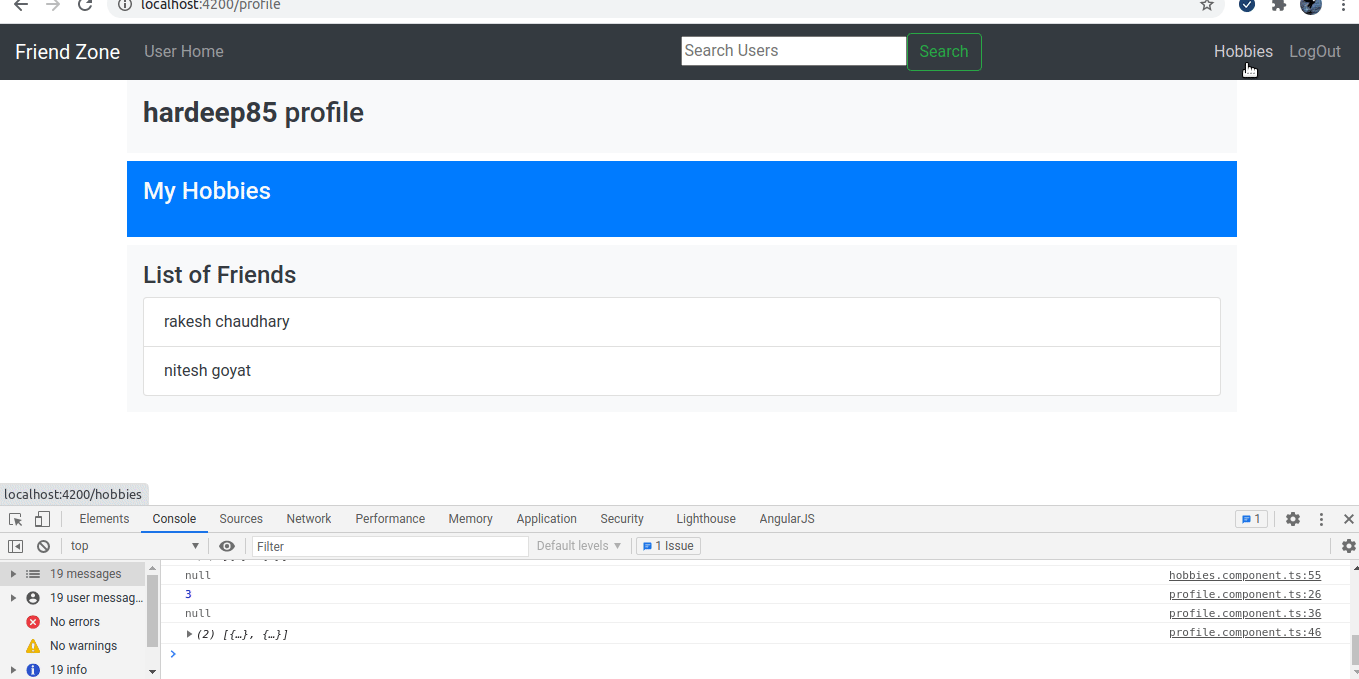 localhost:4200/profile
Friend Zone User Home Search Users Search Hobbies LogOut
hardeep85 profile
My Hobbies
List of Friends
rakesh chaudhary
nitesh goyat
localhost:4200/hobbies
Elements Console Sources Network Performance Memory Application Security Lighthouse AngularJS 1
top Filter Default levels 1 Issue
19 messages
19 user messag...
No errors
No warnings
19 info
null hobbies.component.ts:55
3 profile.component.ts:26
null profile.component.ts:36
(2) [{…}, {…}] profile.component.ts:46